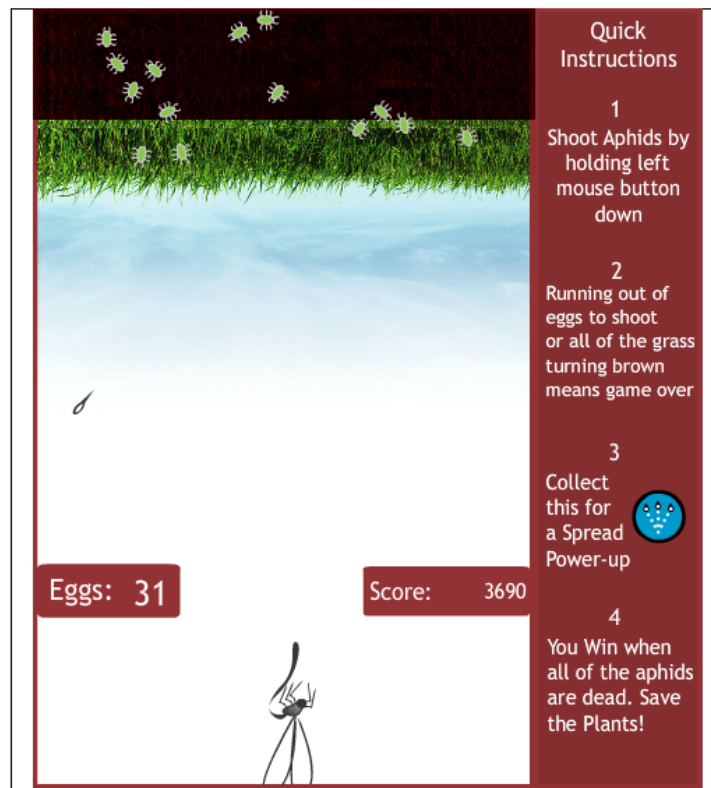 Quick
Instructions
1
Shoot Aphids by
holding left
mouse button
down
2
Running out of
eggs to shoot
or all of the grass
turning brown
means game over
3
Collect
this for
a Spread
Power-up
Eggs: 31
Score: 3690
4
You Win when
all of the aphids
are dead. Save
the Plants!